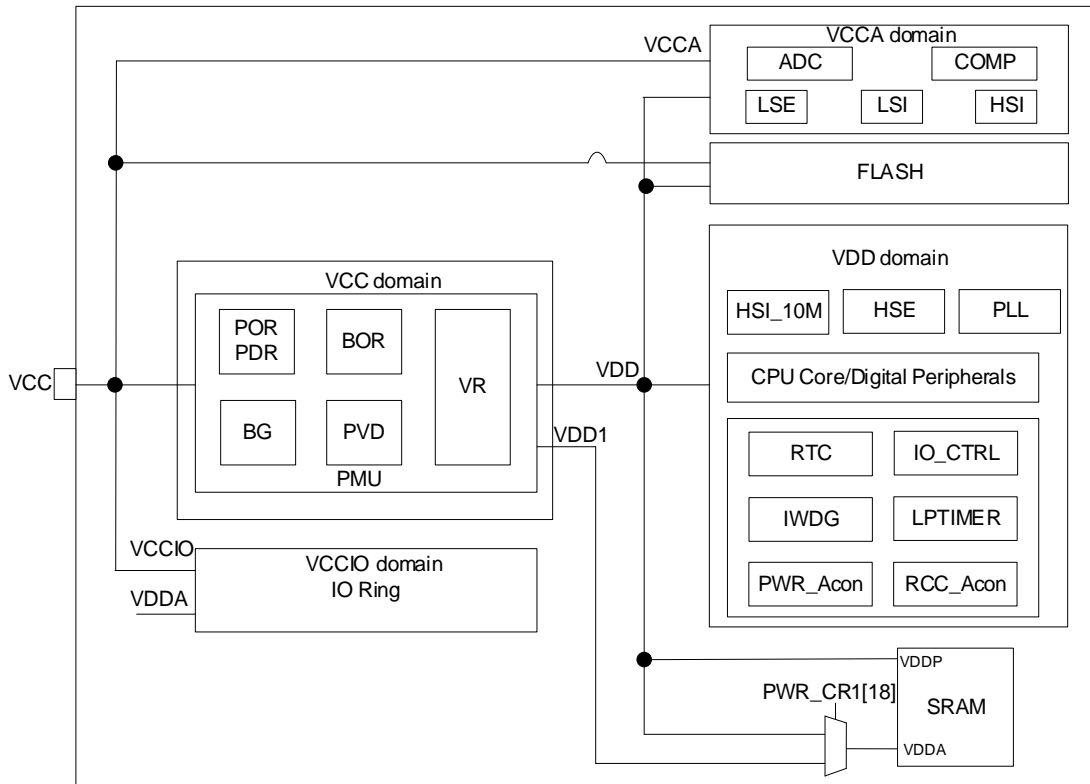 VCCA
VCCA domain
ADC
COMP
LSE
LSI
HSI
FLASH
VCC domain
POR
PDR
BOR
VR
BG
PVD
PMU
VCC
VDD
VDD1
VDD domain
HSI_10M
HSE
PLL
CPU Core/Digital Peripherals
RTC
IO_CTRL
IWDG
LPTIMER
PWR_Acon
RCC_Acon
VCCIO
VDDA
VCCIO domain
IO Ring
PWR_CR1[18]
VDDP
SRAM
VDDA